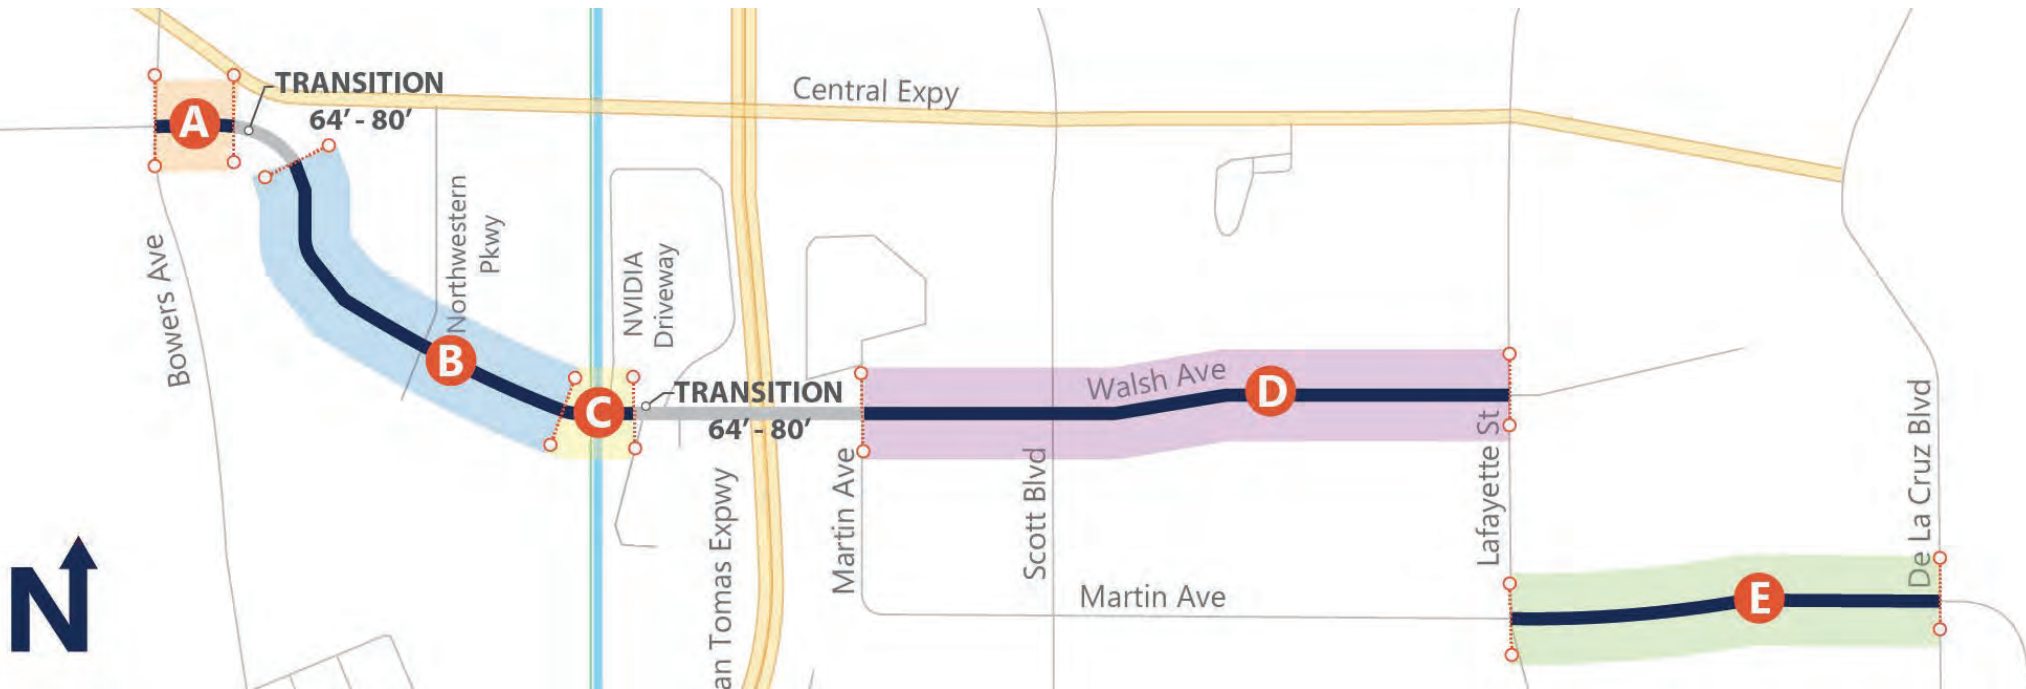 A
TRANSITION
64’ - 80’
Central Expy
Bowers Ave
Northwestern
Pkwy
NVIDIA
Driveway
B
C
TRANSITION
64’ - 80’
Walsh Ave
D
an Tomas Expwy
Martin Ave
Scott Blvd
Lafayette St
De La Cruz Blvd
Martin Ave
E
N